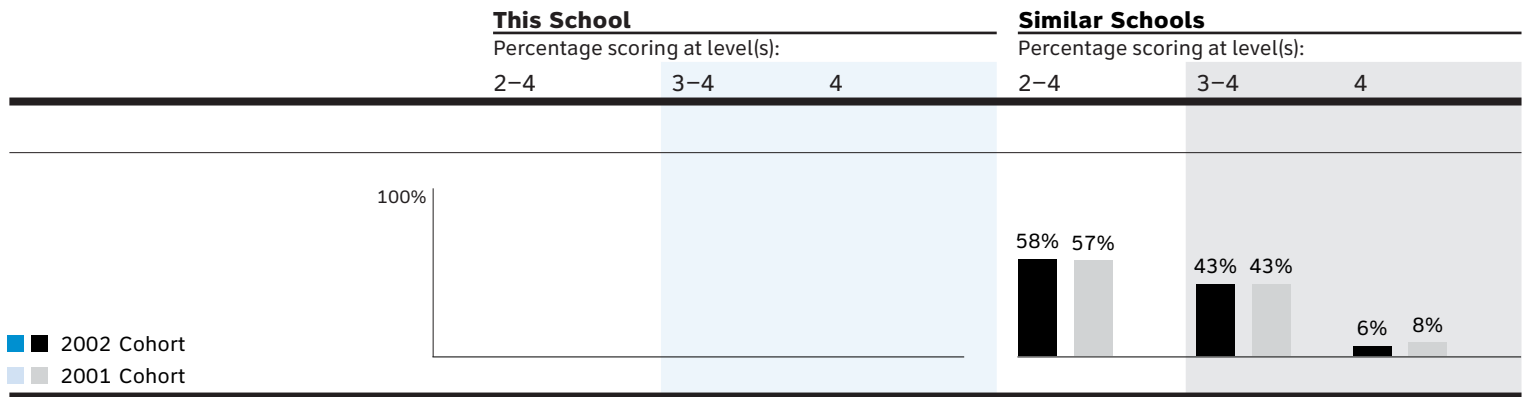 This School Similar Schools
Percentage scoring at level(s): Percentage scoring at level(s):
2–4 3–4 4 2–4 3–4 4
100%
58% 57%
43% 43%
6% 8%
2002 Cohort
2001 Cohort